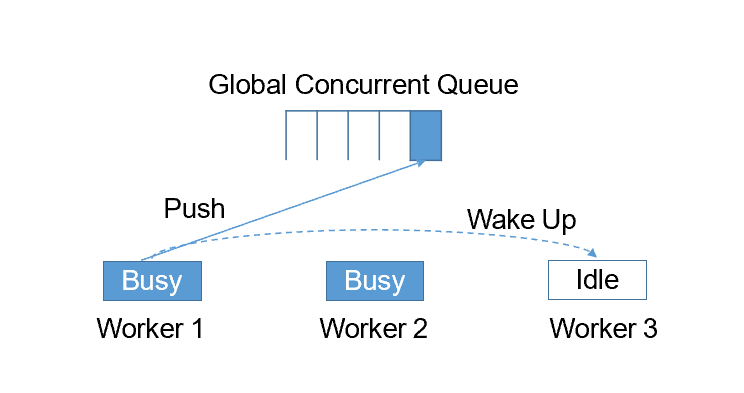 Global Concurrent Queue
Push
Wake Up
Busy
Busy
Idle
Worker 1
Worker 2
Worker 3